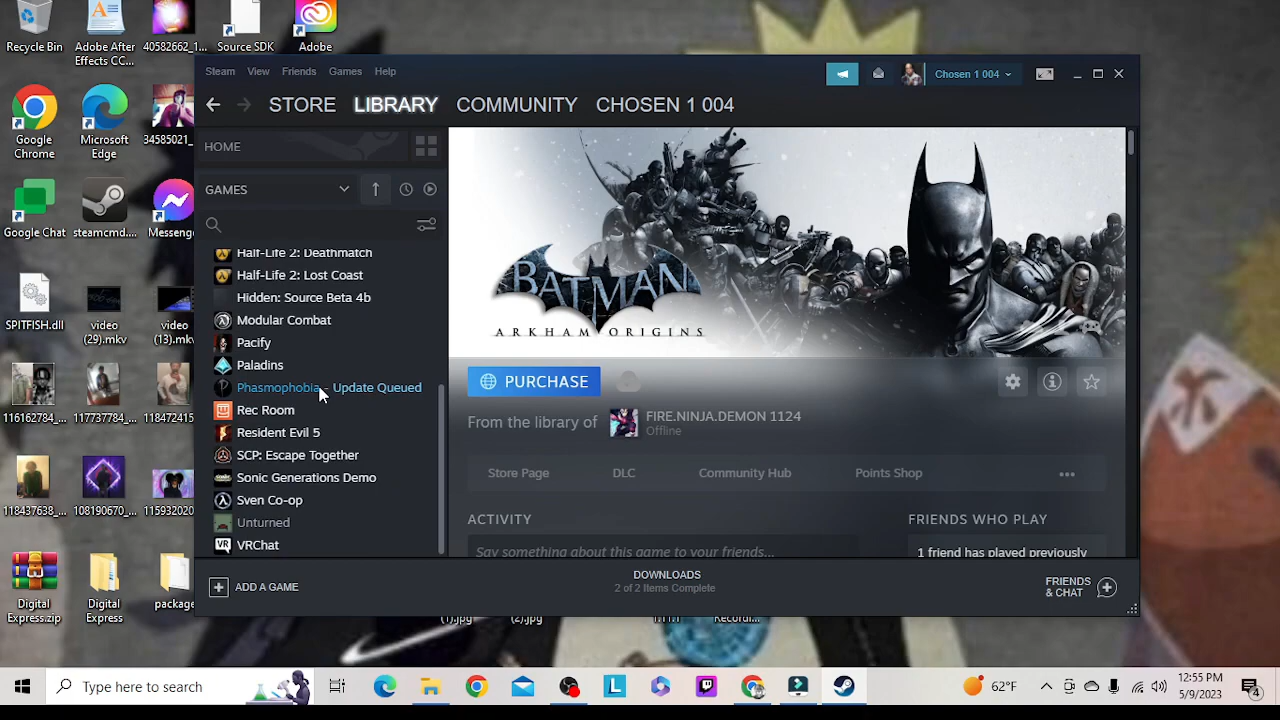 Recycle Bin
Adobe After
Effects CC...
40582662_1...
Source SDK
Adobe
Google
Chrome
Microsoft
Edge
34585021_...
Google Chat
steamcmd....
Messeng
SPITFISH.dll
video
(29).mkv
video
(13).mkv
116162784_...
117737784_...
118472415
118437638_...
108190670_...
115932020
Digital
Express.zip
Digital
Express
package
Steam View Friends Games Help
Chosen 1 004
STORE LIBRARY COMMUNITY CHOSEN 1 004
HOME
GAMES
Half-Life 2: Deathmatch
Half-Life 2: Lost Coast
Hidden: Source Beta 4b
Modular Combat
Pacify
Paladins
Phasmophobia - Update Queued
Rec Room
Resident Evil 5
SCP: Escape Together
Sonic Generations Demo
Sven Co-op
Unturned
VRChat
BATMAN
ARKHAM ORIGINS
PURCHASE
From the library of
FIRE.NINJA.DEMON 1124
Offline
Store Page DLC Community Hub Points Shop
ACTIVITY
FRIENDS WHO PLAY
Say something about this game to your friends...
1 friend has played previously
ADD A GAME
DOWNLOADS
2 of 2 Items Complete
FRIENDS
& CHAT
(1).jpg
(2).jpg
Recordi...
Type here to search
62°F
12:55 PM
5/9/2023
4